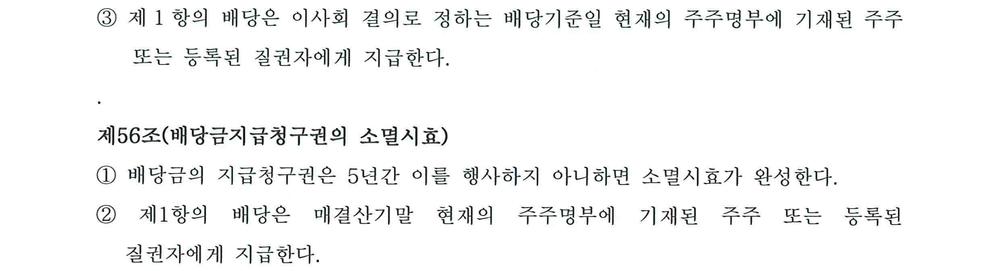 ③ 제１항의 배당은 이사회 결의로 정하는 배당기준일 현재의 주주명부에 기재된 주주
또는 등록된 질권자에게 지급한다.
.
제56조(배당금지급청구권의 소멸시효)
① 배당금의 지급청구권은 5년간 이를 행사하지 아니하면 소멸시효가 완성한다.
② 제1항의 배당은 매결산기말 현재의 주주명부에 기재된 주주 또는 등록된
질권자에게 지급한다.